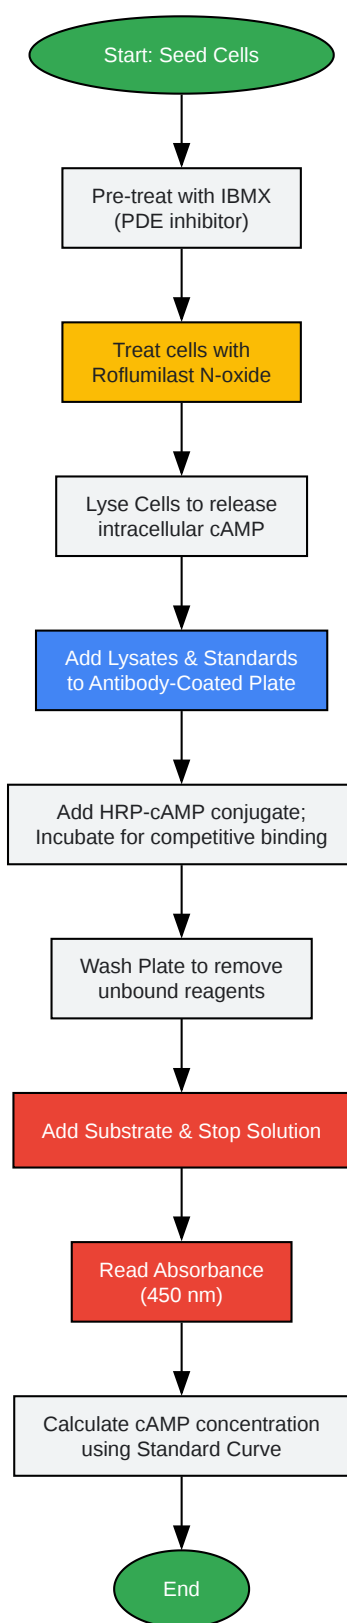 Start: Seed Cells
Pre-treat with IBMX
(PDE inhibitor)
Treat cells with
Roflumilast N-oxide
Lyse Cells to release
intracellular cAMP
Add Lysates & Standards
to Antibody-Coated Plate
Add HRP-cAMP conjugate;
Incubate for competitive binding
Wash Plate to remove
unbound reagents
Add Substrate & Stop Solution
Read Absorbance
(450 nm)
Calculate cAMP concentration
using Standard Curve
End